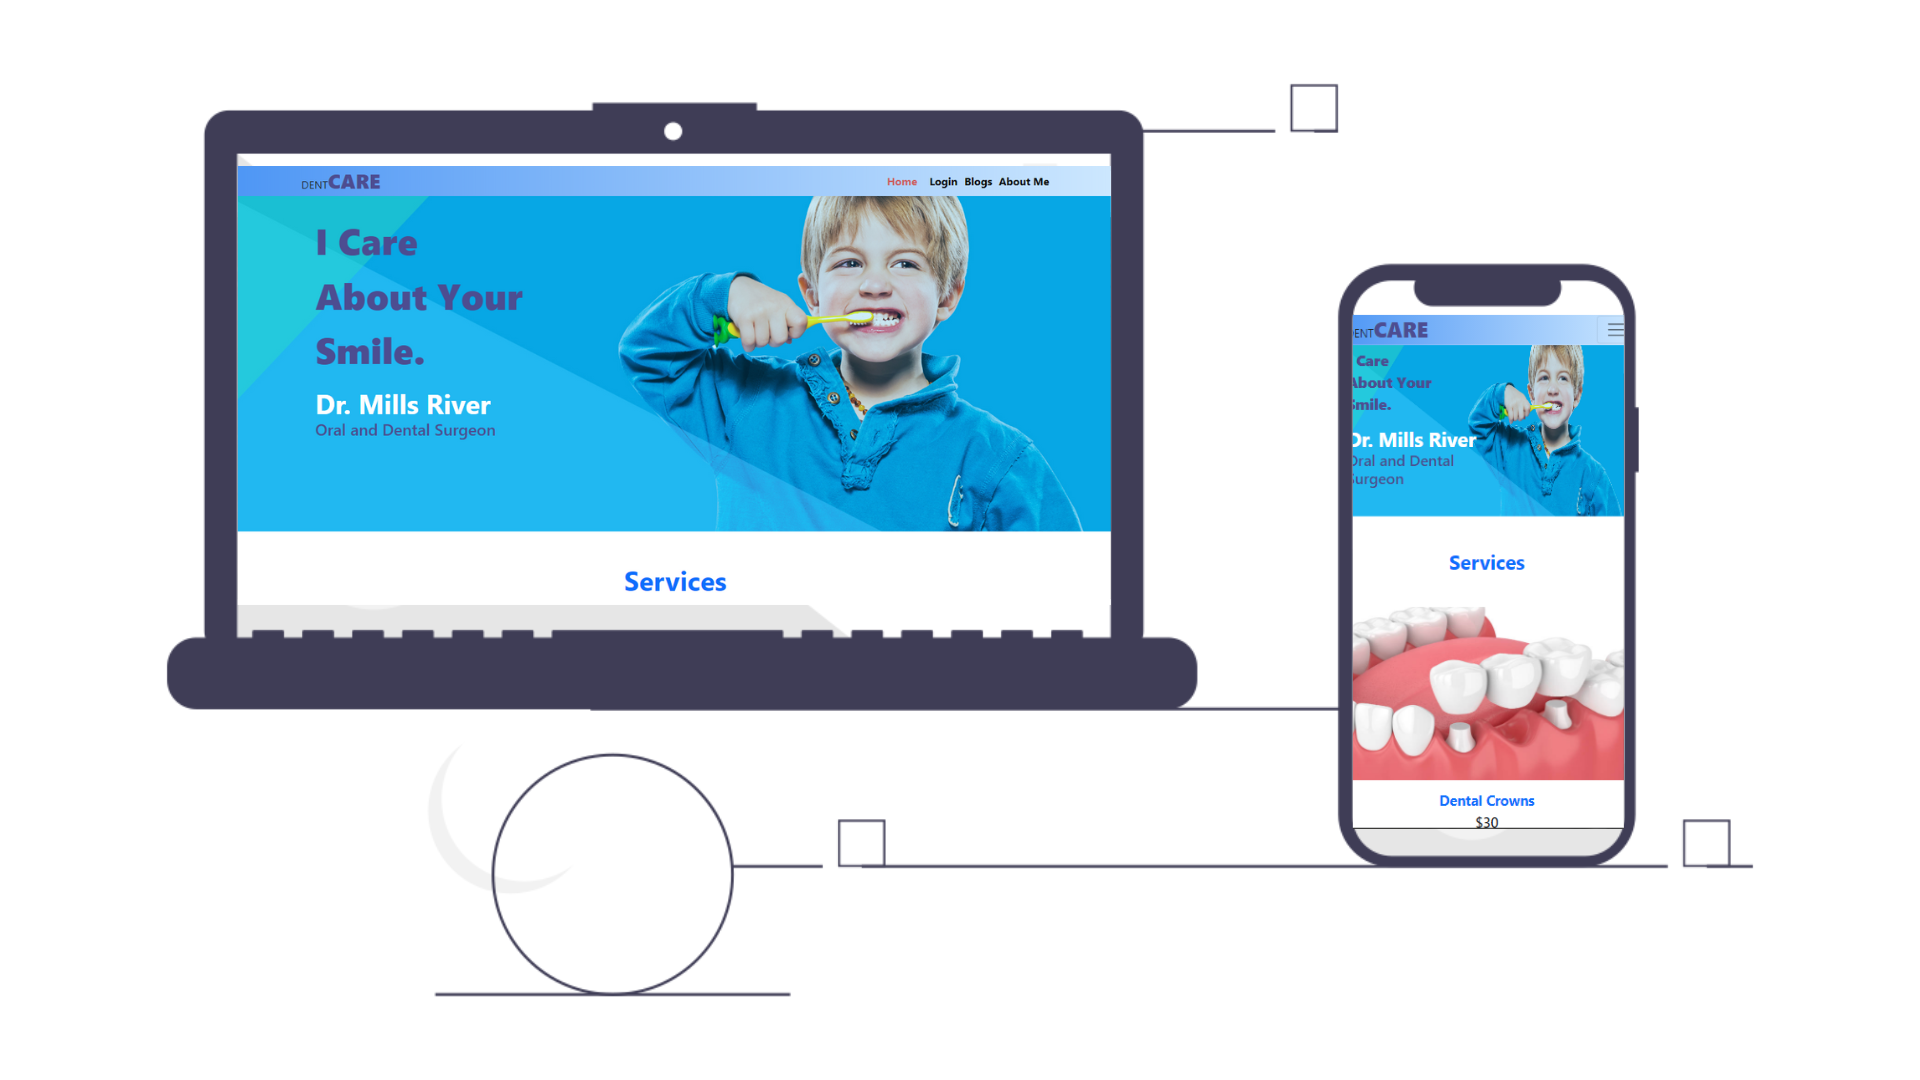 DENTCARE
Home Login Blogs About Me
I Care
About Your
Smile.
Dr. Mills River
Oral and Dental Surgeon
Services
ENTCARE
Care
About Your
Smile.
Dr. Mills River
Oral and Dental
Surgeon
Services
Dental Crowns
$30